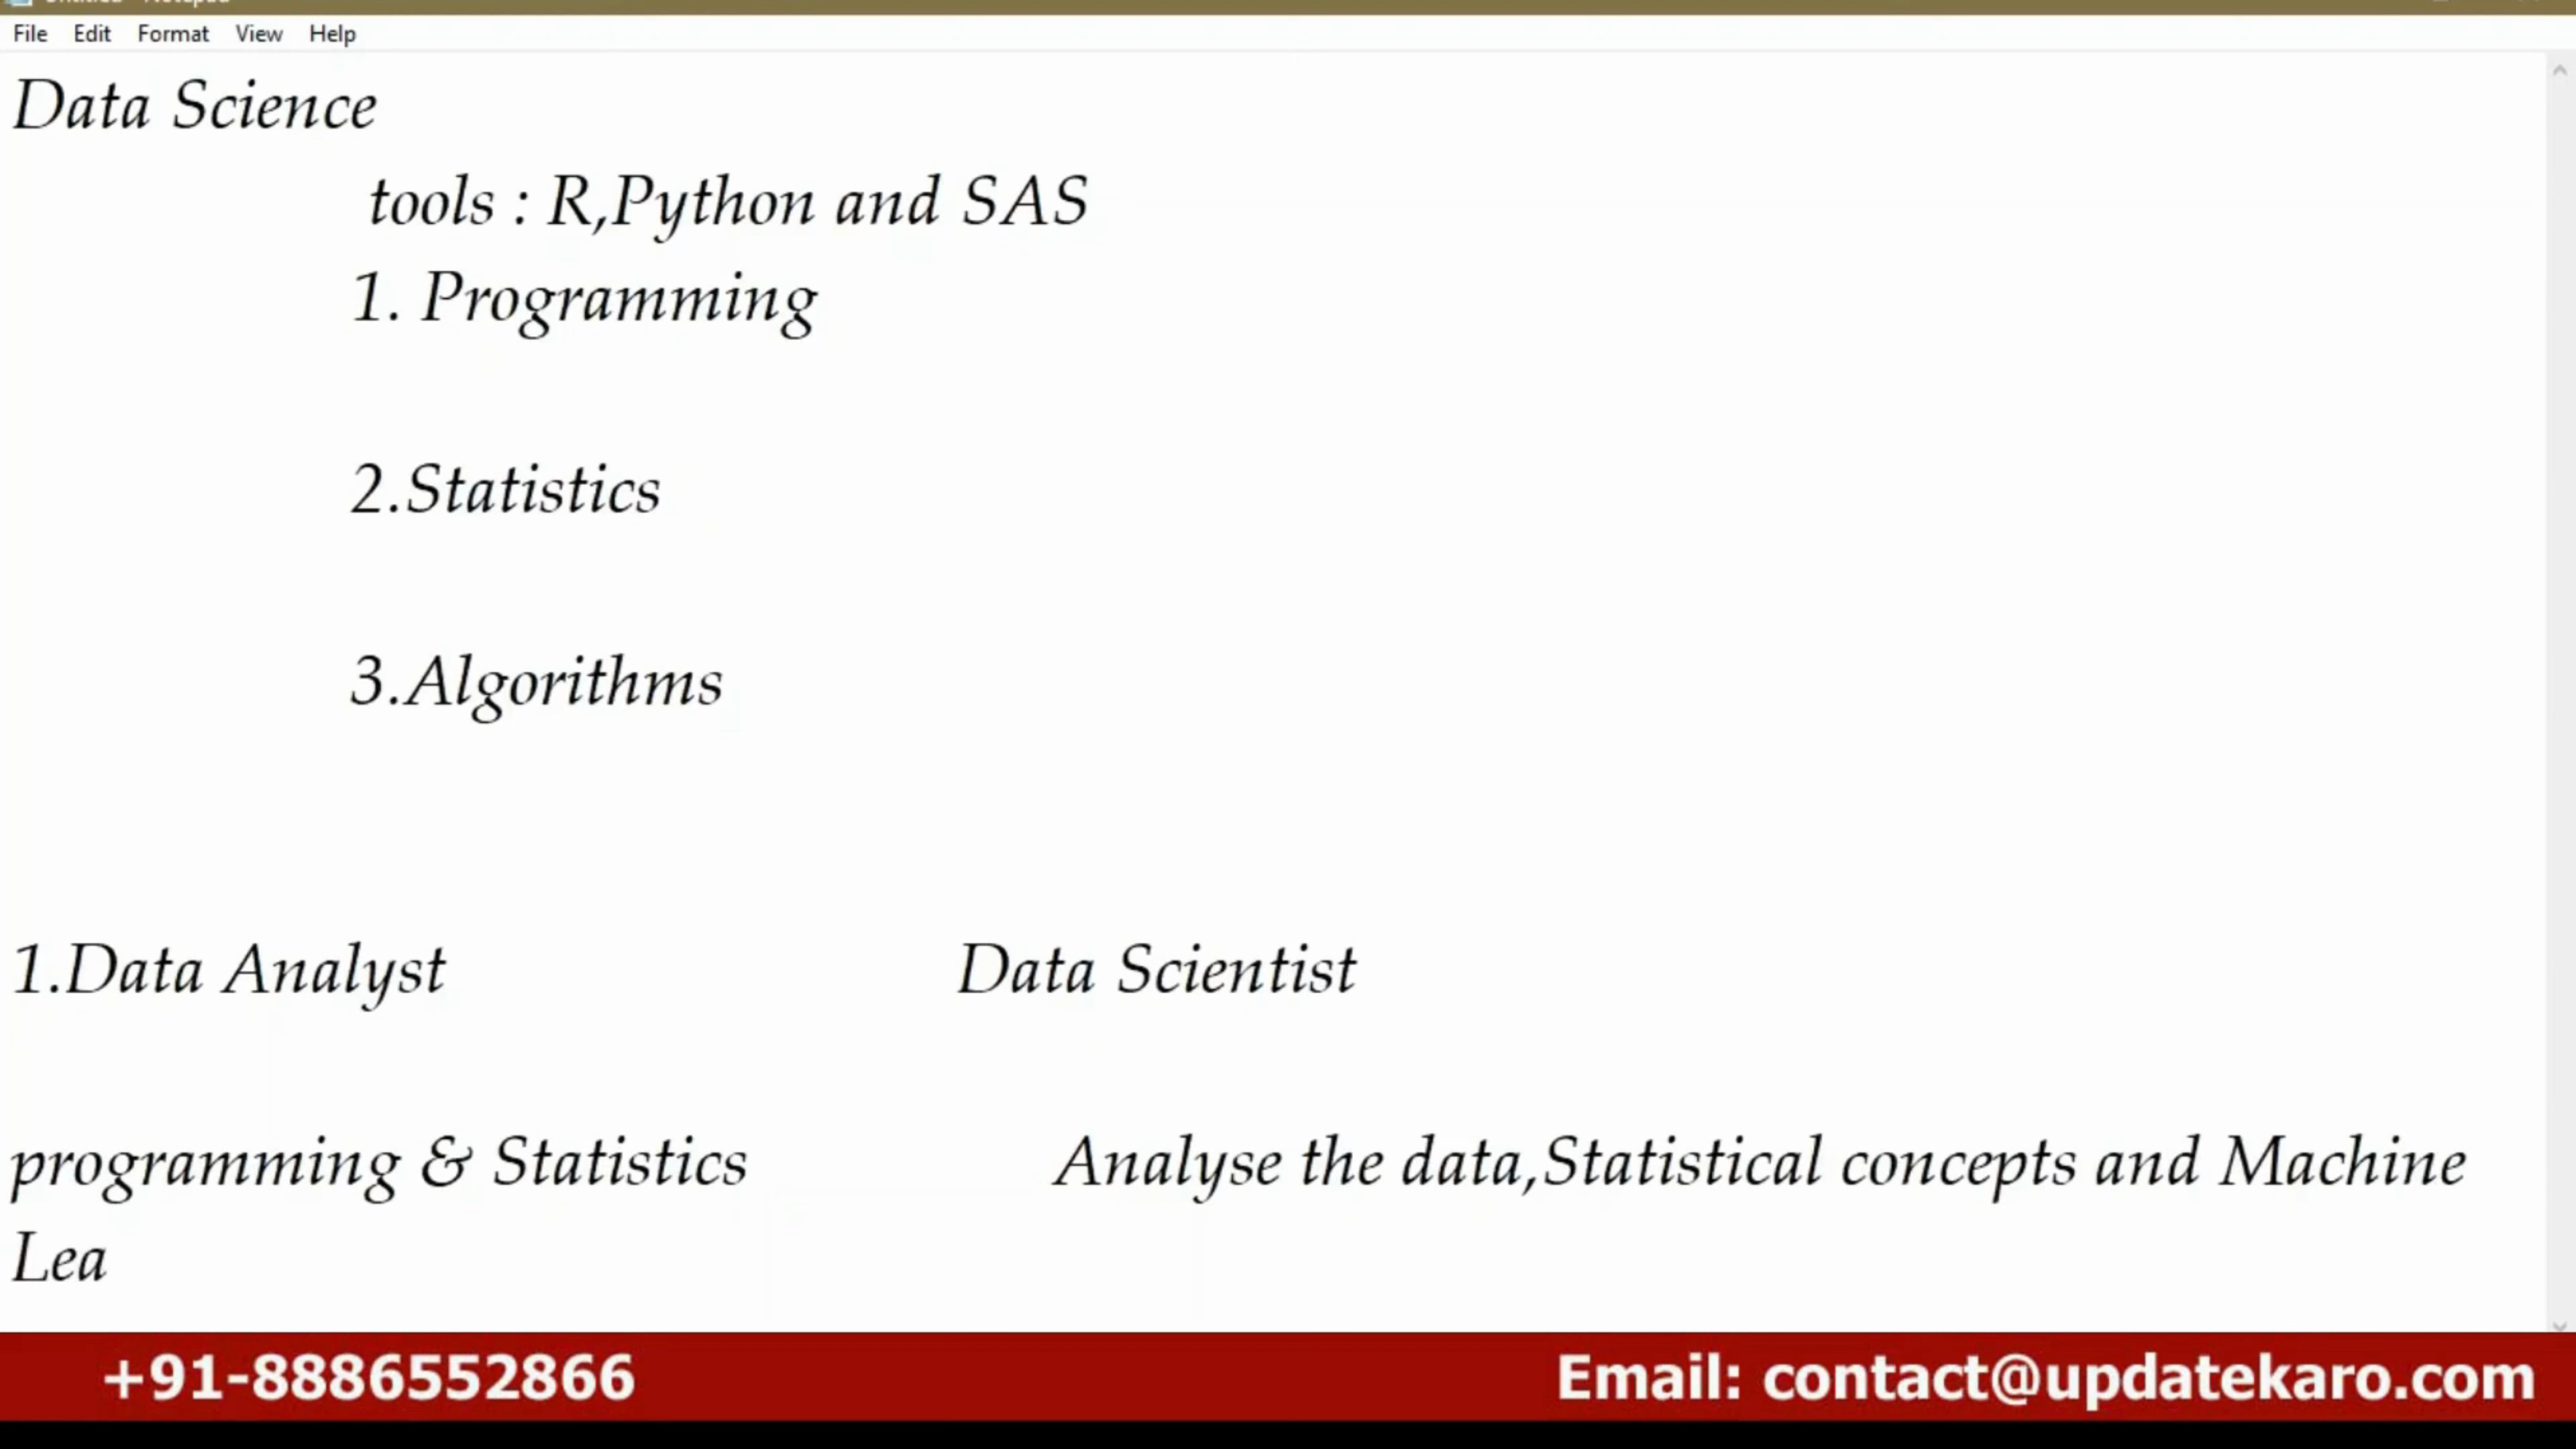 File Edit Format View Help
Data Science
tools : R,Python and SAS
1. Programming
2.Statistics
3.Algorithms
1.Data Analyst Data Scientist
programming & Statistics Analyse the data,Statistical concepts and Machine
Lea
+91-8886552866 Email: contact@updatekaro.com